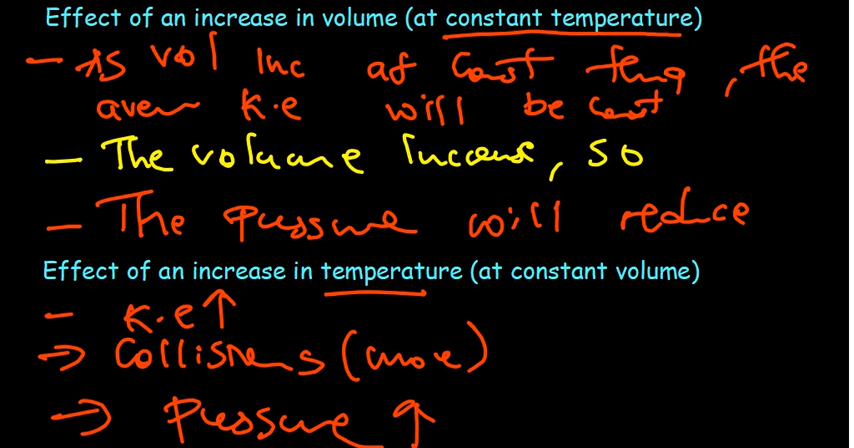 Effect of an increase in volume (at constant temperature)
- As vol Inc at Const temp, the
aver K.e will be const
- The volume Increase, so
- The pressure will reduce
Effect of an increase in temperature (at constant volume)
- K.e ↑
⇒ Collisions (more)
⇒ pressure ↑